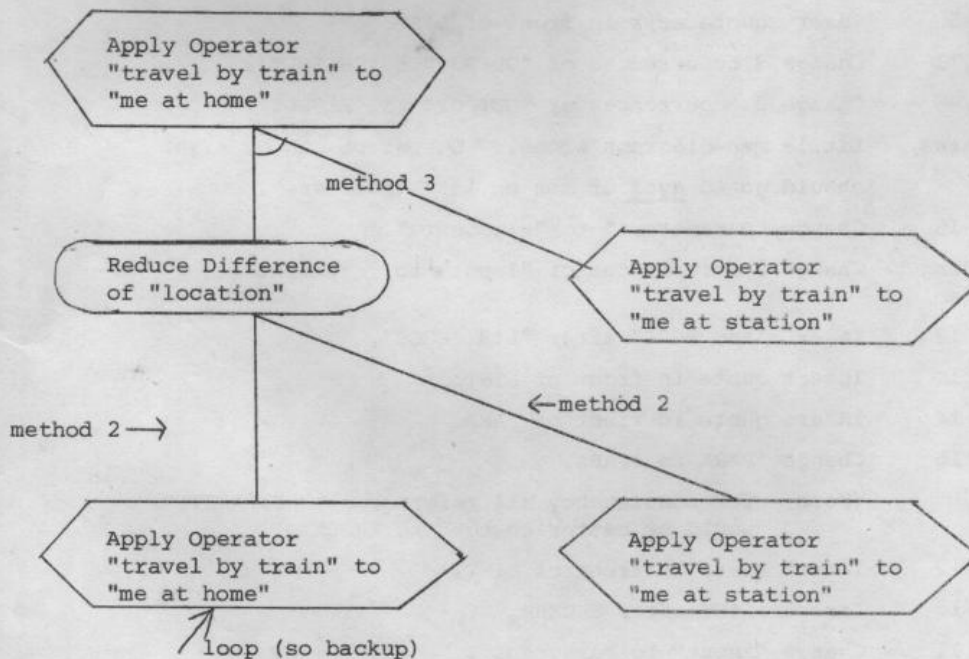 Apply Operator
"travel by train" to
"me at home"
method 3
Reduce Difference
of "location"
Apply Operator
"travel by train" to
"me at station"
method 2
method 2
Apply Operator
"travel by train" to
"me at home"
Apply Operator
"travel by train" to
"me at station"
loop (so backup)